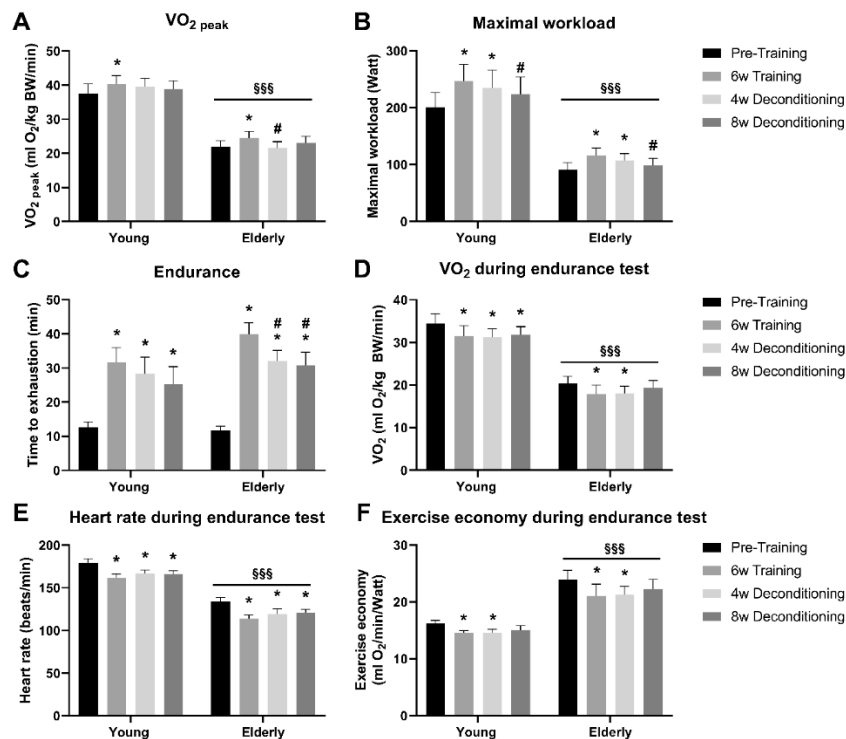 A
VO2 peak
VO2 peak (ml O2/kg BW/min)
50
40
30
20
10
0
*
§§§
*
#
Young
Elderly
B
Maximal workload
Maximal workload (Watt)
300
200
100
0
* * #
§§§
* * #
Young
Elderly
Pre-Training
6w Training
4w Deconditioning
8w Deconditioning
C
Endurance
Time to exhaustion (min)
50
40
30
20
10
0
* * *
# #
* * *
Young
Elderly
D
VO2 during endurance test
VO2 (ml O2/kg BW/min)
40
30
20
10
0
* * *
§§§
* *
Young
Elderly
Pre-Training
6w Training
4w Deconditioning
8w Deconditioning
E
Heart rate during endurance test
Heart rate (beats/min)
200
150
100
50
0
* * *
§§§
* * *
Young
Elderly
F
Exercise economy during endurance test
Exercise economy
(ml O2/min/Watt)
30
20
10
0
* *
§§§
* *
Young
Elderly
Pre-Training
6w Training
4w Deconditioning
8w Deconditioning